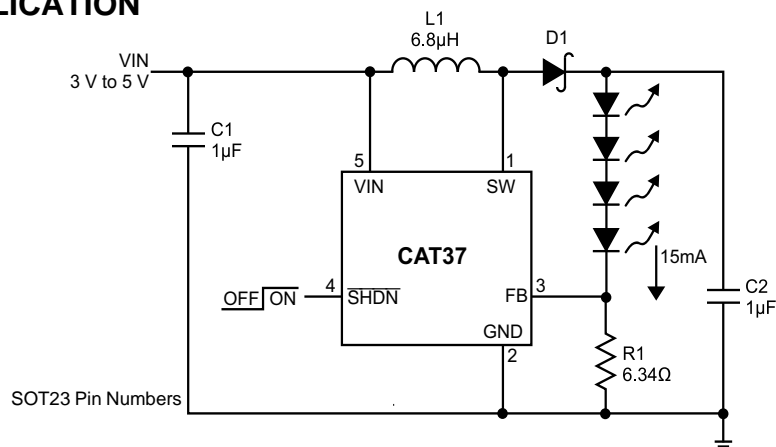 LICATION
L1
6.8µH
D1
VIN
3 V to 5 V
C1
1µF
5
1
VIN
SW
CAT37
15mA
OFF ON
4
SHDN
FB
3
C2
1µF
GND
2
R1
6.34Ω
SOT23 Pin Numbers